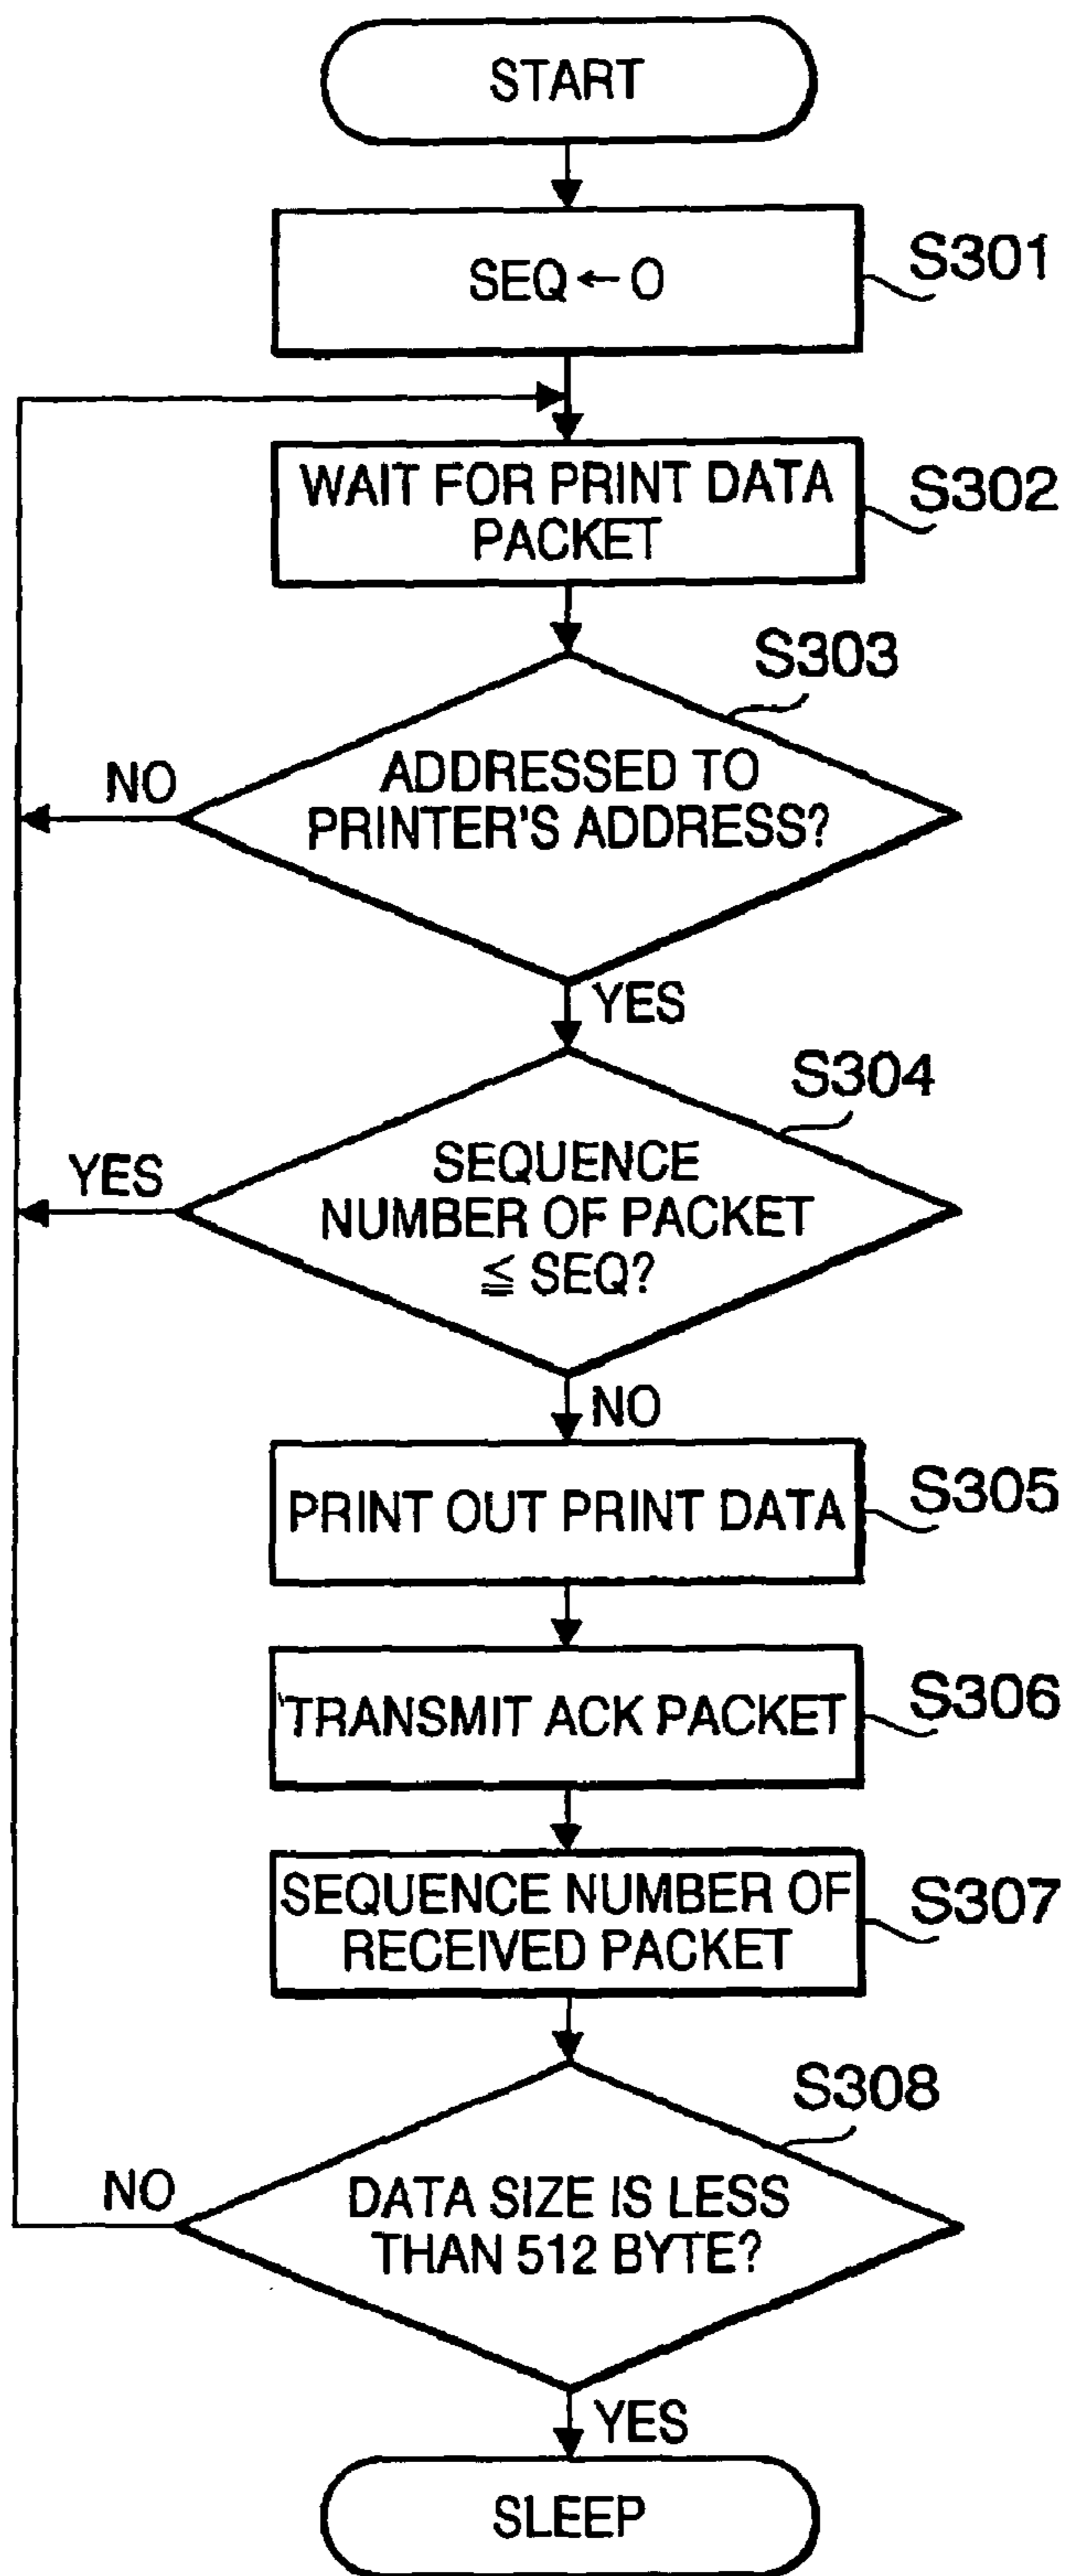 START
SEQ ← 0
S301
WAIT FOR PRINT DATA
PACKET
S302
S303
ADDRESSED TO
PRINTER'S ADDRESS?
NO
YES
S304
SEQUENCE
NUMBER OF PACKET
≦ SEQ?
YES
NO
PRINT OUT PRINT DATA
S305
TRANSMIT ACK PACKET
S306
SEQUENCE NUMBER OF
RECEIVED PACKET
S307
S308
DATA SIZE IS LESS
THAN 512 BYTE?
NO
YES
SLEEP